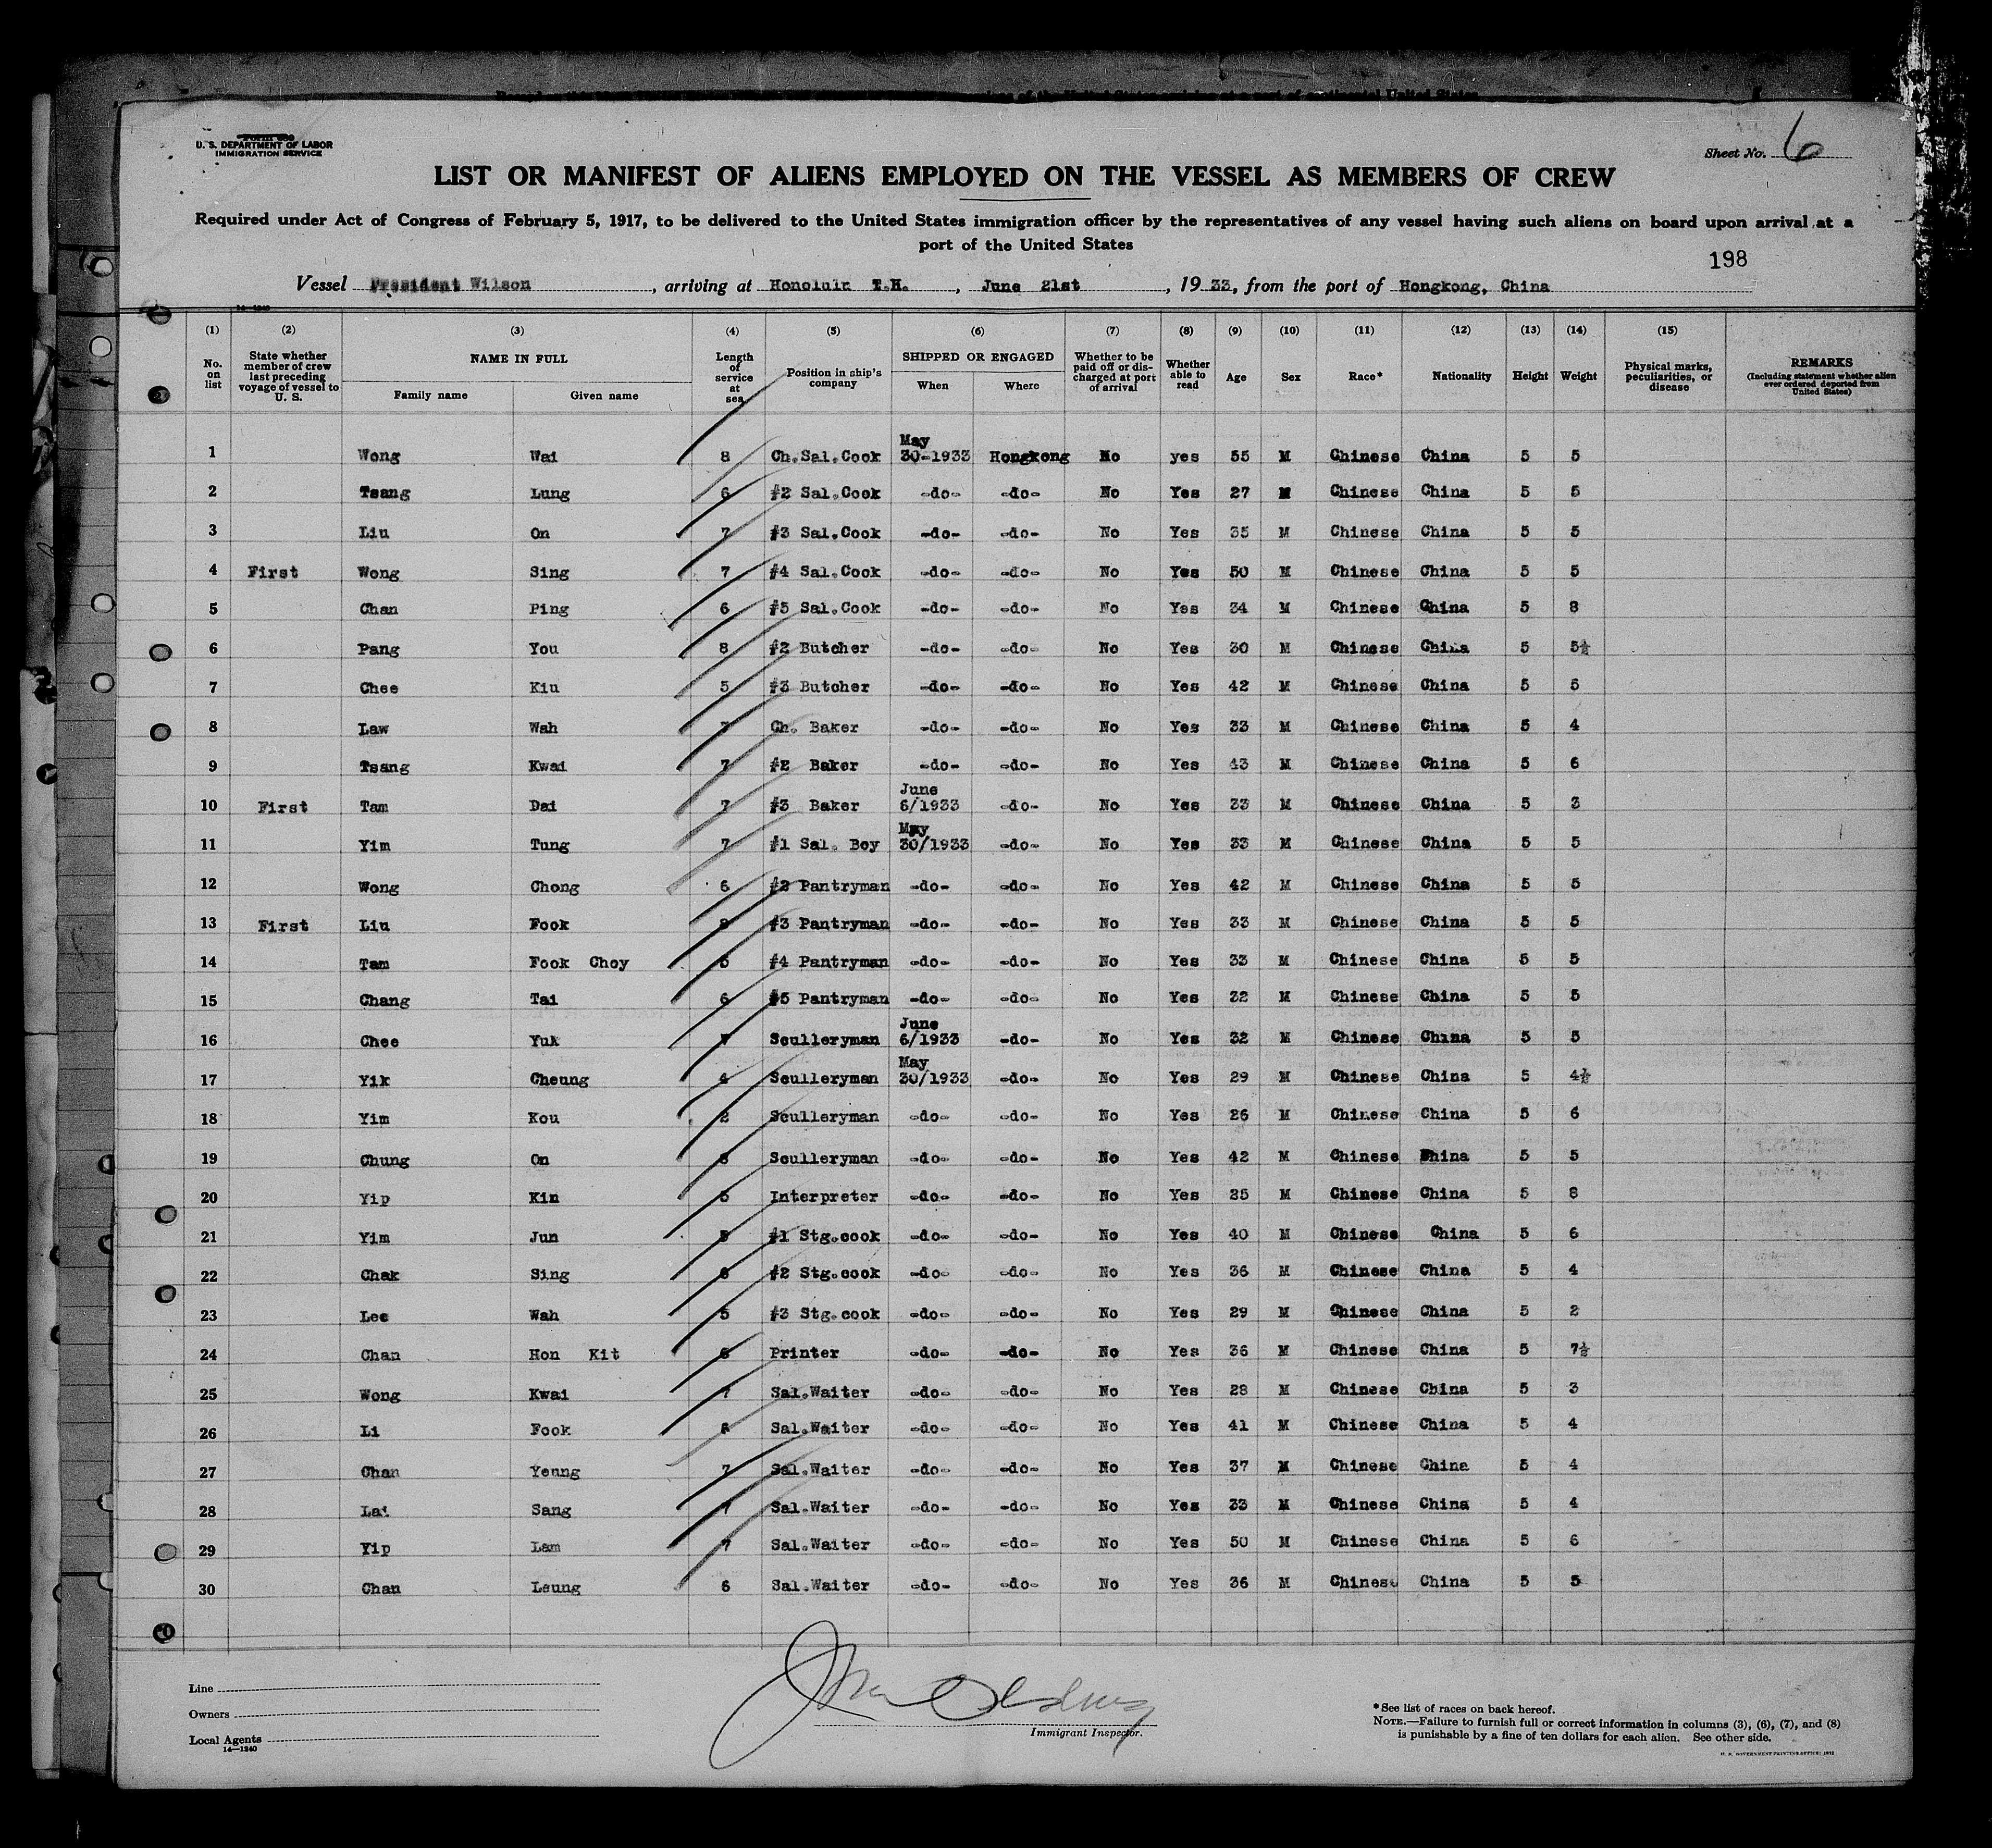 U. S. DEPARTMENT OF LABOR
IMMIGRATION SERVICE
Sheet No. 6
LIST OR MANIFEST OF ALIENS EMPLOYED ON THE VESSEL AS MEMBERS OF CREW
Required under Act of Congress of February 5, 1917, to be delivered to the United States immigration officer by the representatives of any vessel having such aliens on board upon arrival at a
port of the United States
198
Vessel President Wilson, arriving at Honolulu T.H., June 21st, 1933, from the port of Hongkong, China
(1) (2) (3) (4) (5) (6) (7) (8) (9) (10) (11) (12) (13) (14) (15)
No. on list
State whether member of crew last preceding voyage of vessel to U. S.
NAME IN FULL
Family name
Given name
Length of service at sea
Position in ship's company
SHIPPED OR ENGAGED
When
Where
Whether to be paid off or discharged at port of arrival
Whether able to read
Age
Sex
Race*
Nationality
Height
Weight
Physical marks, peculiarities, or disease
REMARKS
(Including statement whether alien ever ordered deported from United States)
1 Wong Wai 8 Ch.Sal.Cook May 30-1933 Hongkong No yes 55 M Chinese China 5 5
2 Tsang Lung 6 #2 Sal.Cook -do- -do- No Yes 27 M Chinese China 5 5
3 Liu On 7 #3 Sal.Cook -do- -do- No Yes 35 M Chinese China 5 5
4 First Wong Sing 7 #4 Sal.Cook -do- -do- No Yes 50 M Chinese China 5 5
5 Chan Ping 6 #5 Sal.Cook -do- -do- No Yes 34 M Chinese China 5 8
6 Pang You 8 #2 Butcher -do- -do- No Yes 30 M Chinese China 5 5½
7 Chee Kiu 5 #3 Butcher -do- -do- No Yes 42 M Chinese China 5 5
8 Law Wah Ch. Baker -do- -do- No Yes 33 M Chinese China 5 4
9 Tsang Kwai 7 #2 Baker -do- -do- No Yes 43 M Chinese China 5 6
10 First Tam Dai 7 #3 Baker June 6/1933 -do- No Yes 33 M Chinese China 5 3
11 Yim Tung 7 #1 Sal. Boy May 30/1933 -do- No Yes 33 M Chinese China 5 5
12 Wong Chong 6 #2 Pantryman -do- -do- No Yes 42 M Chinese China 5 5
13 First Liu Fook #3 Pantryman -do- -do- No Yes 33 M Chinese China 5 5
14 Tam Fook Choy #4 Pantryman -do- -do- No Yes 33 M Chinese China 5 5
15 Chang Tai 6 #5 Pantryman -do- -do- No Yes 32 M Chinese China 5 5
16 Chee Yuk Sculleryman June 6/1933 -do- No Yes 32 M Chinese China 5 5
17 Yik Cheung 4 Sculleryman May 30/1933 -do- No Yes 29 M Chinese China 5 4½
18 Yim Kou 2 Sculleryman -do- -do- No Yes 26 M Chinese China 5 6
19 Chung On Sculleryman -do- -do- No Yes 42 M Chinese China 5 5
20 Yip Kin 5 Interpreter -do- -do- No Yes 25 M Chinese China 5 8
21 Yim Jun #1 Stg.cook -do- -do- No Yes 40 M Chinese China 5 6
22 Chak Sing #2 Stg.cook -do- -do- No Yes 36 M Chinese China 5 4
23 Lee Wah 5 #3 Stg.cook -do- -do- No Yes 29 M Chinese China 5 2
24 Chan Hon Kit Printer -do- -do- No Yes 36 M Chinese China 5 7½
25 Wong Kwai 7 Sal.Waiter -do- -do- No Yes 28 M Chinese China 5 3
26 Li Fook Sal.Waiter -do- -do- No Yes 41 M Chinese China 5 4
27 Chan Yeung 7 Sal.Waiter -do- -do- No Yes 37 M Chinese China 5 4
28 Lai Sang 7 Sal.Waiter -do- -do- No Yes 33 M Chinese China 5 4
29 Yip Lam 7 Sal.Waiter -do- -do- No Yes 50 M Chinese China 5 6
30 Chan Leung 6 Sal.Waiter -do- -do- No Yes 36 M Chinese China 5 5
Line
Owners
Local Agents
14—1240
Immigrant Inspector.
*See list of races on back hereof.
NOTE.—Failure to furnish full or correct information in columns (3), (6), (7), and (8)
is punishable by a fine of ten dollars for each alien. See other side.